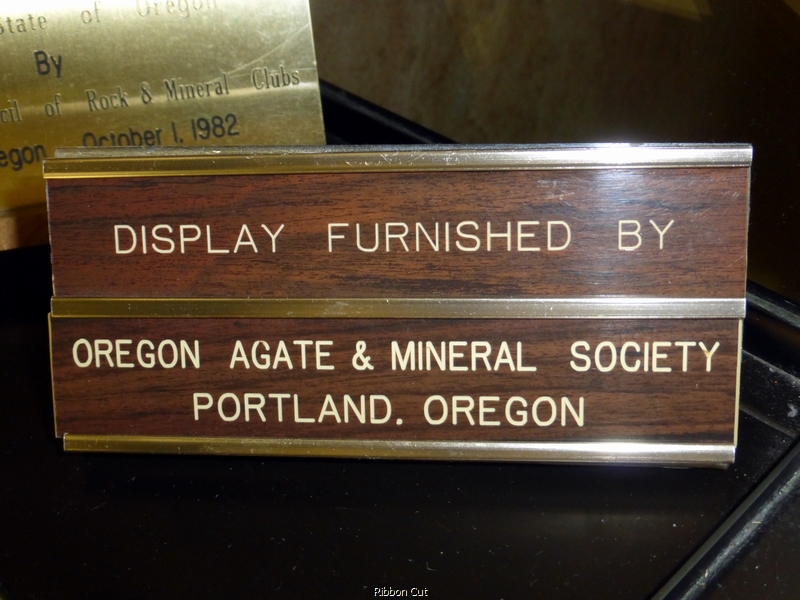 State of Oregon
By
cil of Rock & Mineral Clubs
egon October 1, 1982
DISPLAY FURNISHED BY
OREGON AGATE & MINERAL SOCIETY
PORTLAND. OREGON
Ribbon Cut